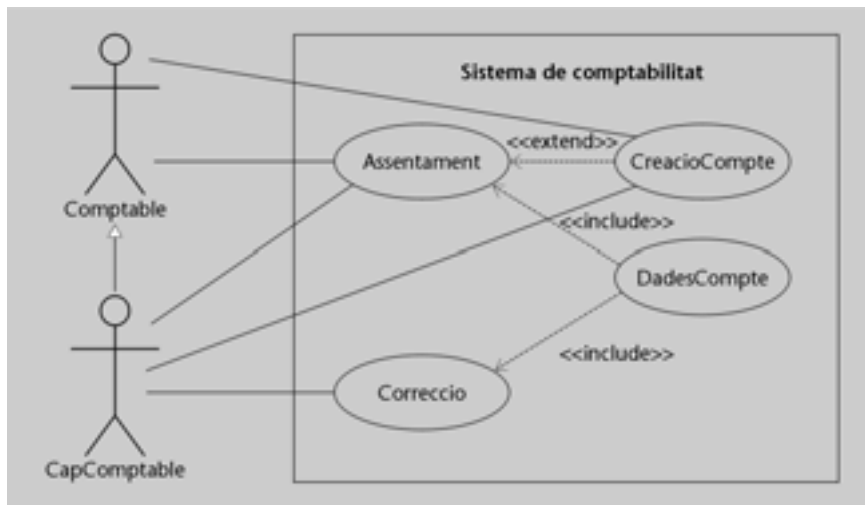 Sistema de comptabilitat
<<extend>>
Assentament
CreacioCompte
Comptable
<<include>>
DadesCompte
<<include>>
Correccio
CapComptable